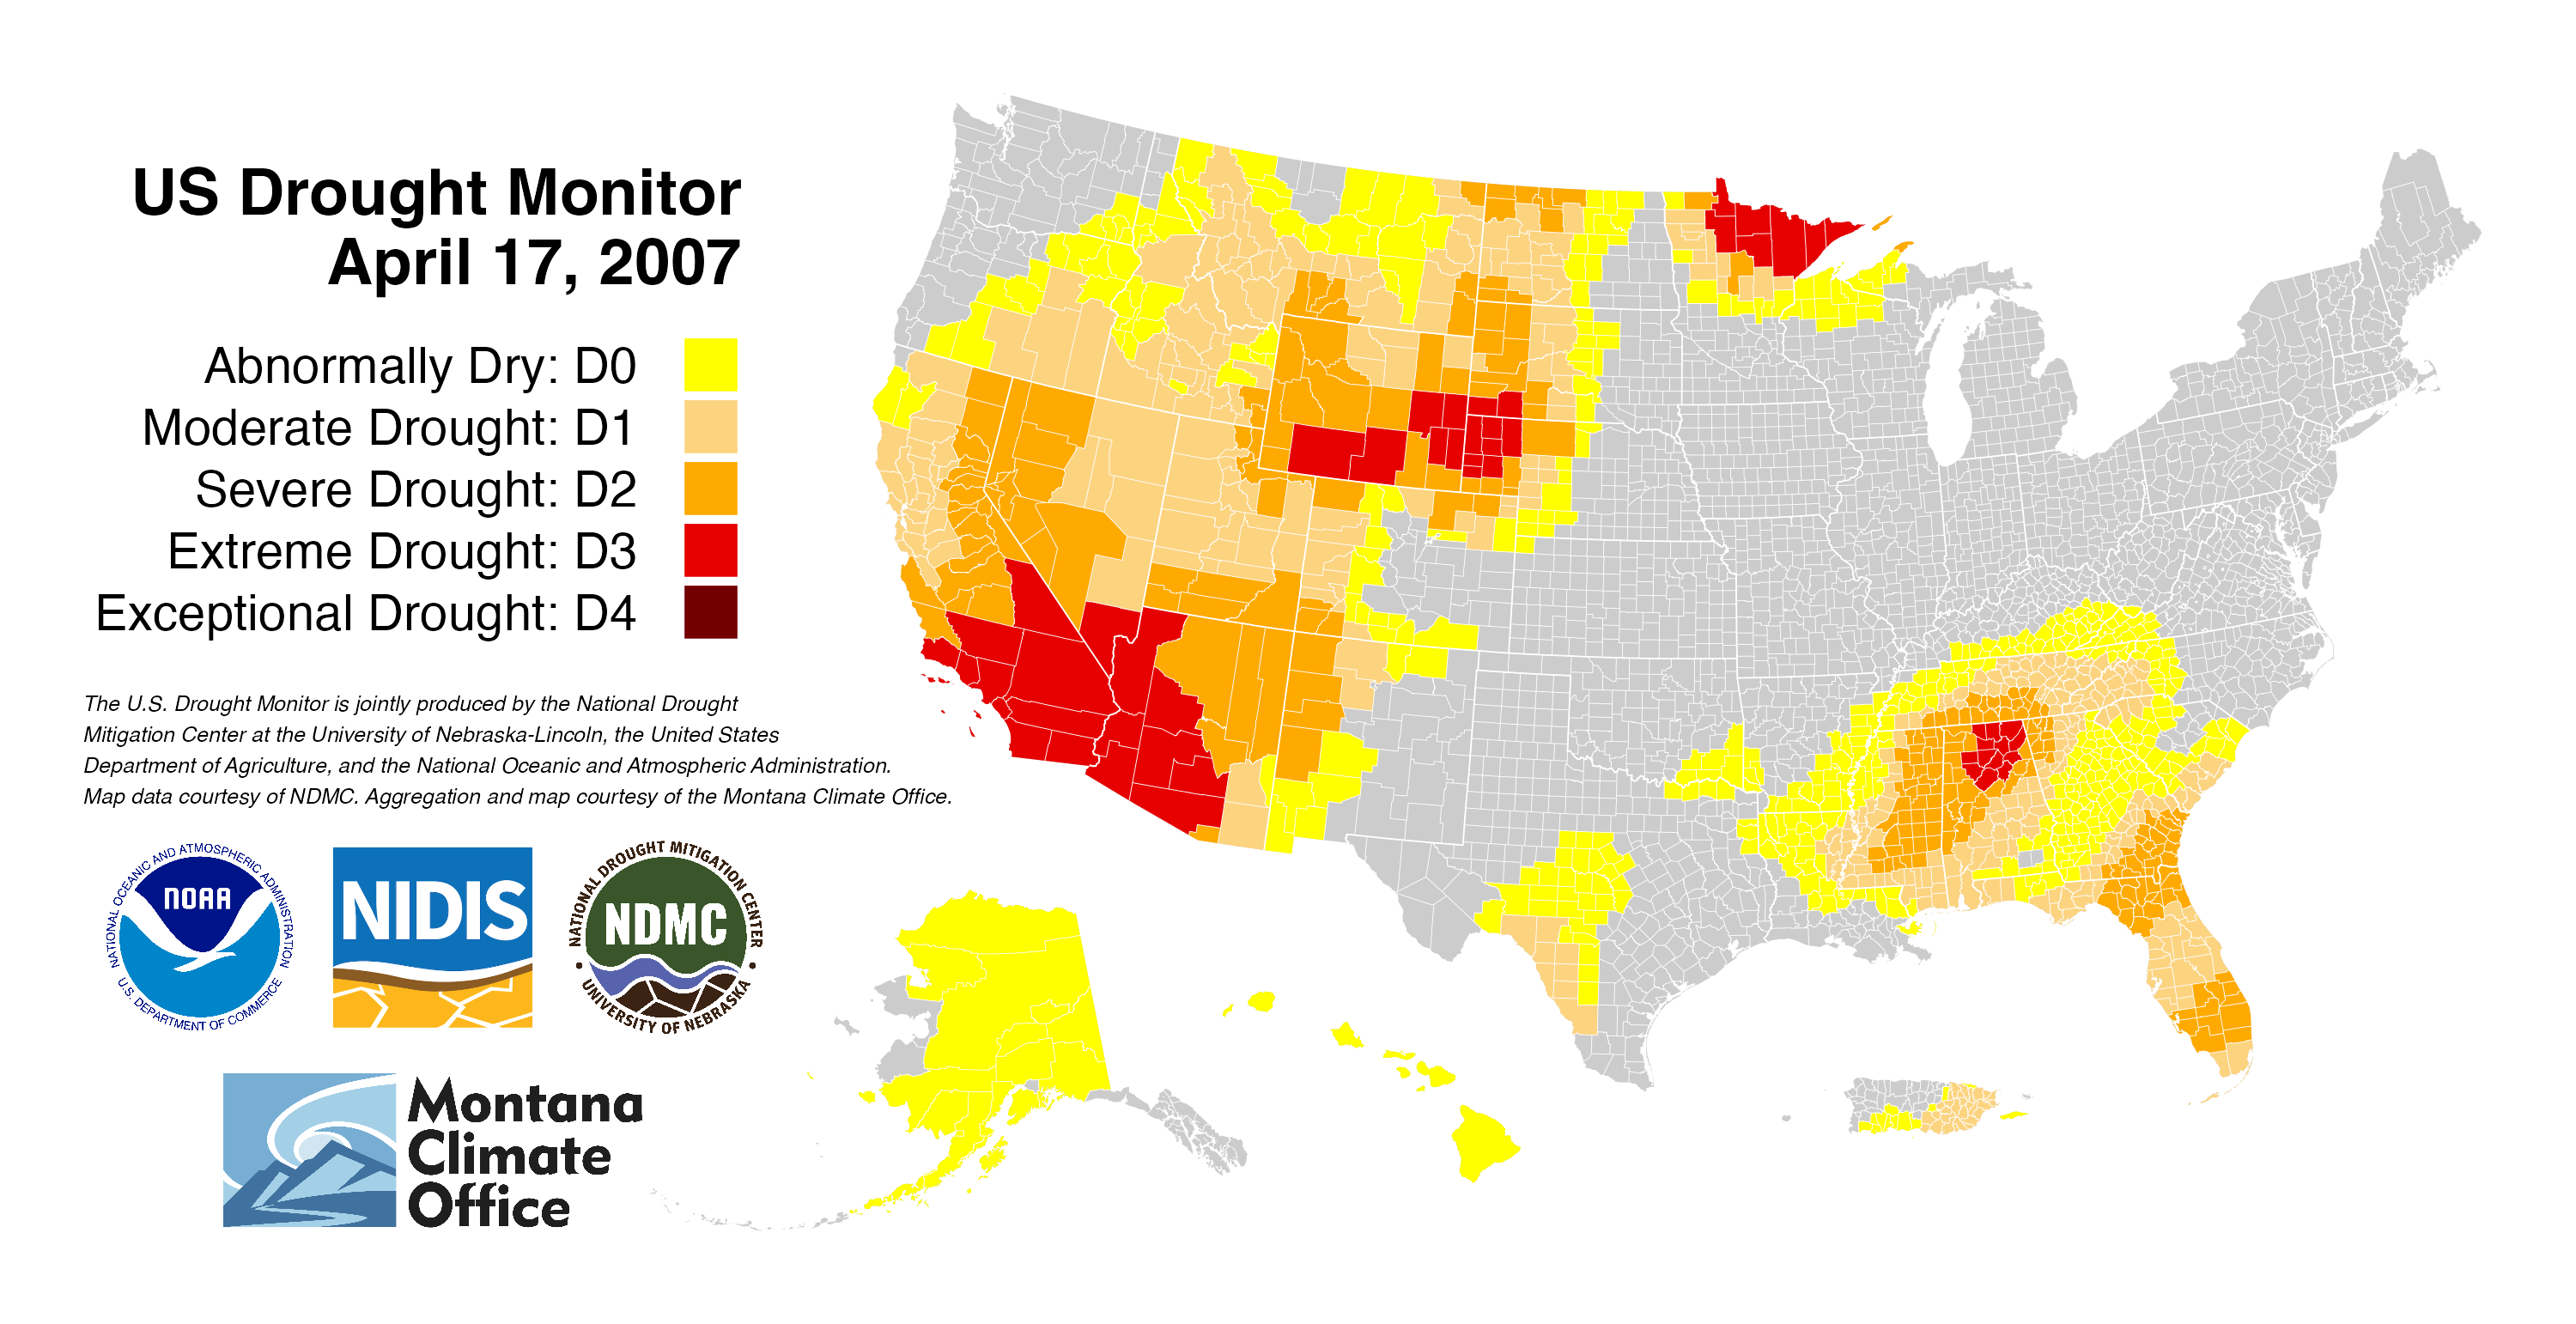 US Drought Monitor
April 17, 2007
Abnormally Dry: D0
Moderate Drought: D1
Severe Drought: D2
Extreme Drought: D3
Exceptional Drought: D4
The U.S. Drought Monitor is jointly produced by the National Drought
Mitigation Center at the University of Nebraska-Lincoln, the United States
Department of Agriculture, and the National Oceanic and Atmospheric Administration.
Map data courtesy of NDMC. Aggregation and map courtesy of the Montana Climate Office.
NATIONAL OCEANIC AND ATMOSPHERIC ADMINISTRATION
NOAA
U.S. DEPARTMENT OF COMMERCE
NIDIS
NATIONAL DROUGHT MITIGATION CENTER
NDMC
UNIVERSITY OF NEBRASKA
Montana
Climate
Office